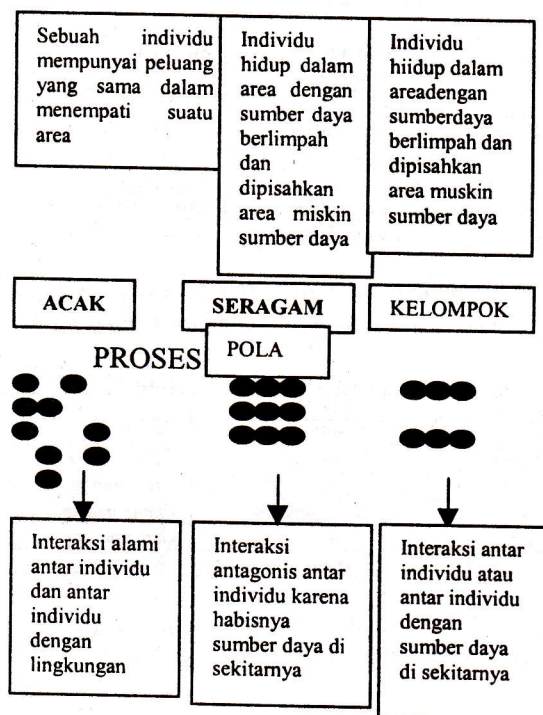 Sebuah individu
mempunyai peluang
yang sama dalam
menempati suatu
area
Individu
hidup dalam
area dengan
sumber daya
berlimpah
dan
dipisahkan
area miskin
sumber daya
Individu
hiidup dalam
areadengan
sumberdaya
berlimpah dan
dipisahkan
area muskin
sumber daya
ACAK
SERAGAM
KELOMPOK
PROSES
POLA
Interaksi alami
antar individu
dan antar
individu
dengan
lingkungan
Interaksi
antagonis antar
individu karena
habisnya
sumber daya di
sekitarnya
Interaksi antar
individu atau
antar individu
dengan
sumber daya
di sekitarnya